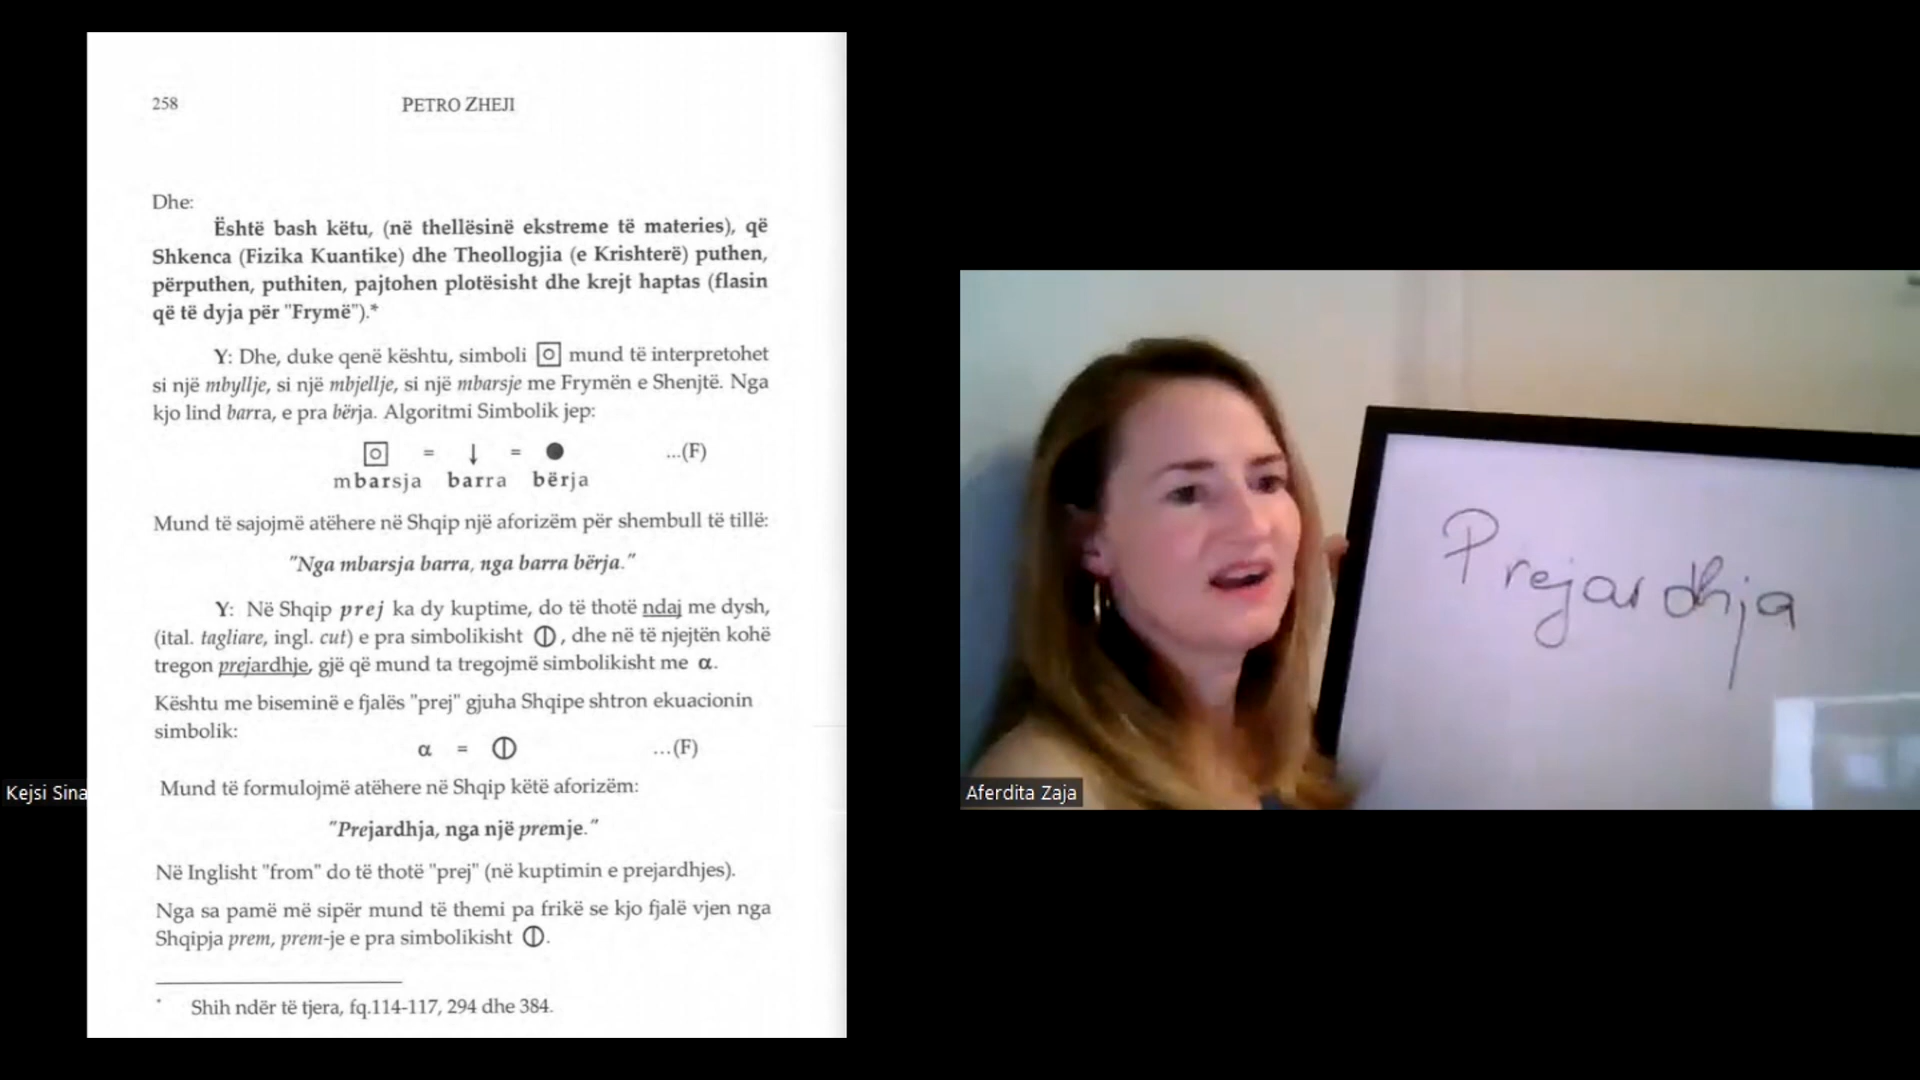 258 PETRO ZHEJI
Dhe:
Është bash këtu, (në thellësinë ekstreme të materies), që
Shkenca (Fizika Kuantike) dhe Theollogjia (e Krishterë) puthen,
përputhen, puthiten, pajtohen plotësisht dhe krejt haptas (flasin
që të dyja për "Frymë").*
Y: Dhe, duke qenë kështu, simboli mund të interpretohet
si një mbyllje, si një mbjellje, si një mbarsje me Frymën e Shenjtë. Nga
kjo lind barra, e pra bërja. Algoritmi Simbolik jep:
= ↓ = ● ...(F)
mbarsja barra bërja
Mund të sajojmë atëhere në Shqip një aforizëm për shembull të tillë:
"Nga mbarsja barra, nga barra bërja."
Y: Në Shqip prej ka dy kuptime, do të thotë ndaj me dysh,
(ital. tagliare, ingl. cut) e pra simbolikisht ⦶, dhe në të njejtën kohë
tregon prejardhje, gjë që mund ta tregojmë simbolikisht me α.
Kështu me biseminë e fjalës "prej" gjuha Shqipe shtron ekuacionin
simbolik:
α = ⦶ ...(F)
Mund të formulojmë atëhere në Shqip këtë aforizëm:
"Prejardhja, nga një premje."
Në Inglisht "from" do të thotë "prej" (në kuptimin e prejardhjes).
Nga sa pamë më sipër mund të themi pa frikë se kjo fjalë vjen nga
Shqipja prem, prem-je e pra simbolikisht ⦶.
* Shih ndër të tjera, fq.114-117, 294 dhe 384.
Kejsi Sina
Prejardhja
Aferdita Zaja